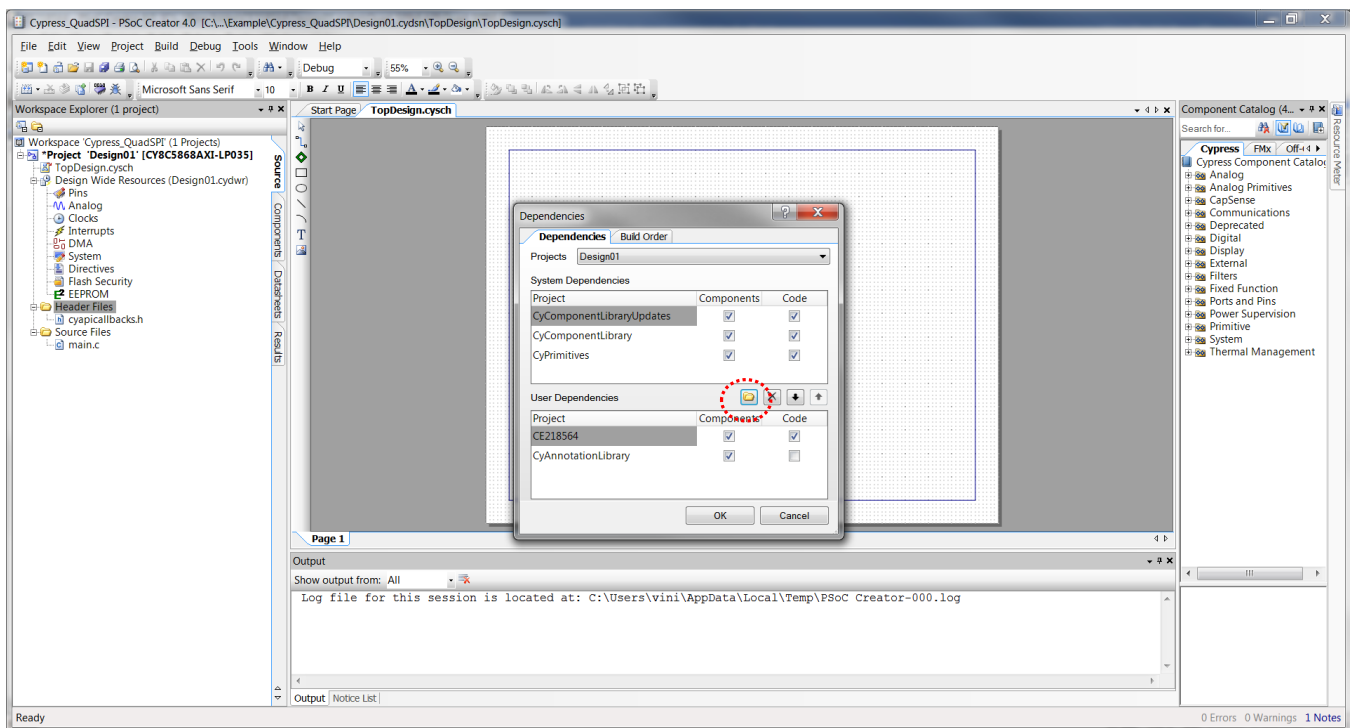 Cypress_QuadSPI - PSoC Creator 4.0 [C:\...\Example\Cypress_QuadSPI\Design01.cydsn\TopDesign\TopDesign.cysch]
File Edit View Project Build Debug Tools Window Help
Debug 55%
Microsoft Sans Serif 10 B I U
Workspace Explorer (1 project)
Workspace 'Cypress_QuadSPI' (1 Projects)
*Project 'Design01' [CY8C5868AXI-LP035]
TopDesign.cysch
Design Wide Resources (Design01.cydwr)
Pins
Analog
Clocks
Interrupts
DMA
System
Directives
Flash Security
EEPROM
Header Files
cyapicallbacks.h
Source Files
main.c
Source
Components
Datasheets
Results
Start Page TopDesign.cysch
Dependencies
Dependencies Build Order
Projects Design01
System Dependencies
Project Components Code
CyComponentLibraryUpdates
CyComponentLibrary
CyPrimitives
User Dependencies
Project Components Code
CE218564
CyAnnotationLibrary
OK Cancel
Page 1
Output
Show output from: All
Log file for this session is located at: C:\Users\vini\AppData\Local\Temp\PSoC Creator-000.log
Output Notice List
Component Catalog (4...
Search for...
Cypress FMx Off-
Cypress Component Catalog
Analog
Analog Primitives
CapSense
Communications
Deprecated
Digital
Display
External
Filters
Fixed Function
Ports and Pins
Power Supervision
Primitive
System
Thermal Management
Resource Meter
Ready 0 Errors 0 Warnings 1 Notes